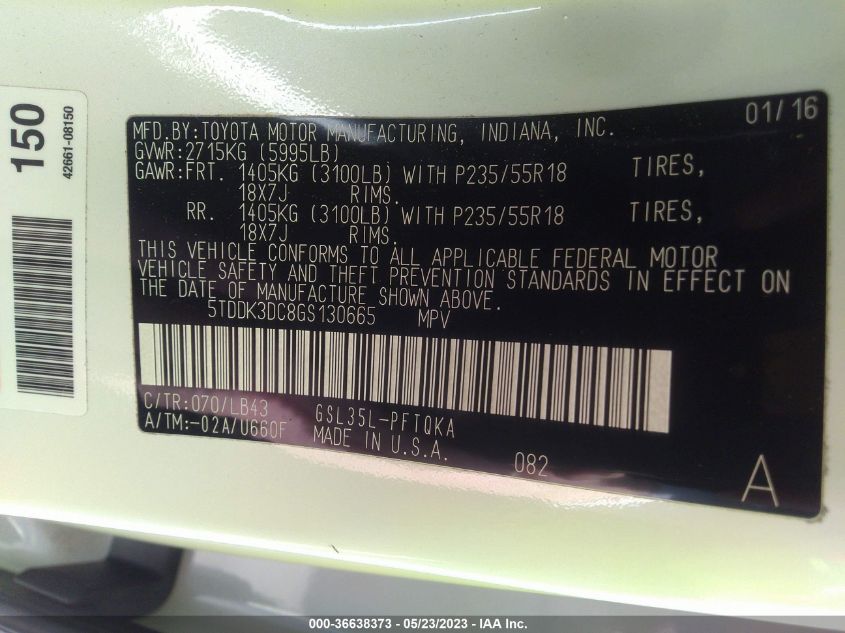 150
42661-08150
01/16
MFD.BY:TOYOTA MOTOR MANUFACTURING, INDIANA, INC.
GVWR:2715KG (5995LB)
GAWR:FRT. 1405KG (3100LB) WITH P235/55R18 TIRES,
18X7J RIMS.
RR. 1405KG (3100LB) WITH P235/55R18 TIRES,
18X7J RIMS.
THIS VEHICLE CONFORMS TO ALL APPLICABLE FEDERAL MOTOR
VEHICLE SAFETY AND THEFT PREVENTION STANDARDS IN EFFECT ON
THE DATE OF MANUFACTURE SHOWN ABOVE.
5TDDK3DC8GS130665 MPV
C/TR:070/LB43 GSL35L-PFTQKA
A/TM:-02A/U660F MADE IN U.S.A.
082
A
000-36638373 - 05/23/2023 - IAA Inc.